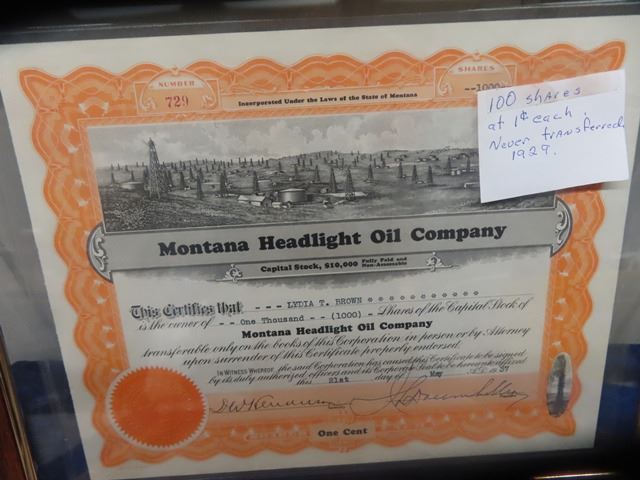 NUMBER
729
SHARES
--1000
Incorporated Under the Laws of the State of Montana
100 shares
at 1¢ each.
Never transferred,
1929.
Montana Headlight Oil Company
Capital Stock, $10,000 Fully Paid and Non-Assessable
This Certifies that ---- LYDIA T. BROWN
is the owner of -- One Thousand -- (1000) - Shares of the Capital Stock of
Montana Headlight Oil Company
transferable only on the books of this Corporation in person or by Attorney
upon surrender of this Certificate properly endorsed.
IN WITNESS WHEREOF, the said Corporation has caused this Certificate to be signed
by its duly authorized officers and its Corporate Seal to be hereunto affixed
this 21st day of May A.D. 19
One Cent